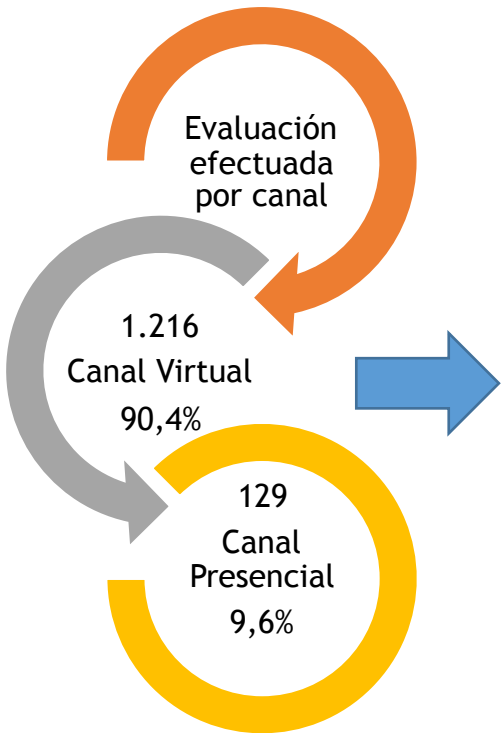 Evaluación
efectuada
por canal
1.216
Canal Virtual
90,4%
129
Canal
Presencial
9,6%